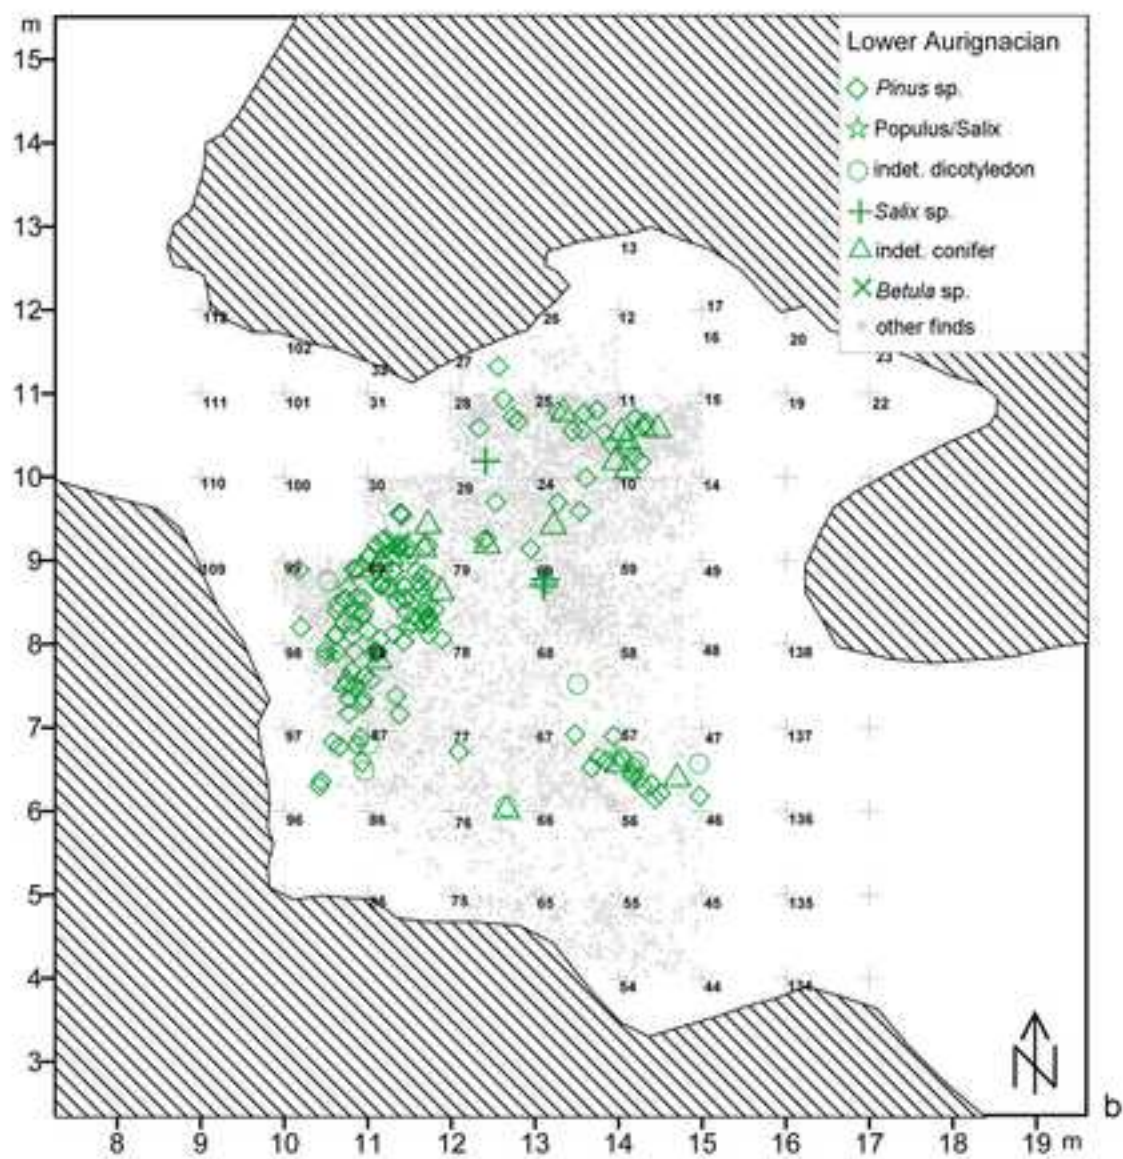 m
15
14
13
12
11
10
9
8
7
6
5
4
3
Lower Aurignacian
Pinus sp.
Populus/Salix
indet. dicotyledon
Salix sp.
indet. conifer
Betula sp.
other finds
13
17
26 12
16 20
102
27 23
111 101 31 28 25 11 15 19 22
110 100 30 29 24 10 14
109 99 79 59 49
98 78 68 58 48 138
97 87 77 67 57 47 137
96 86 76 66 56 46 136
75 65 55 45 135
54 44 134
N
b
8 9 10 11 12 13 14 15 16 17 18 19 m